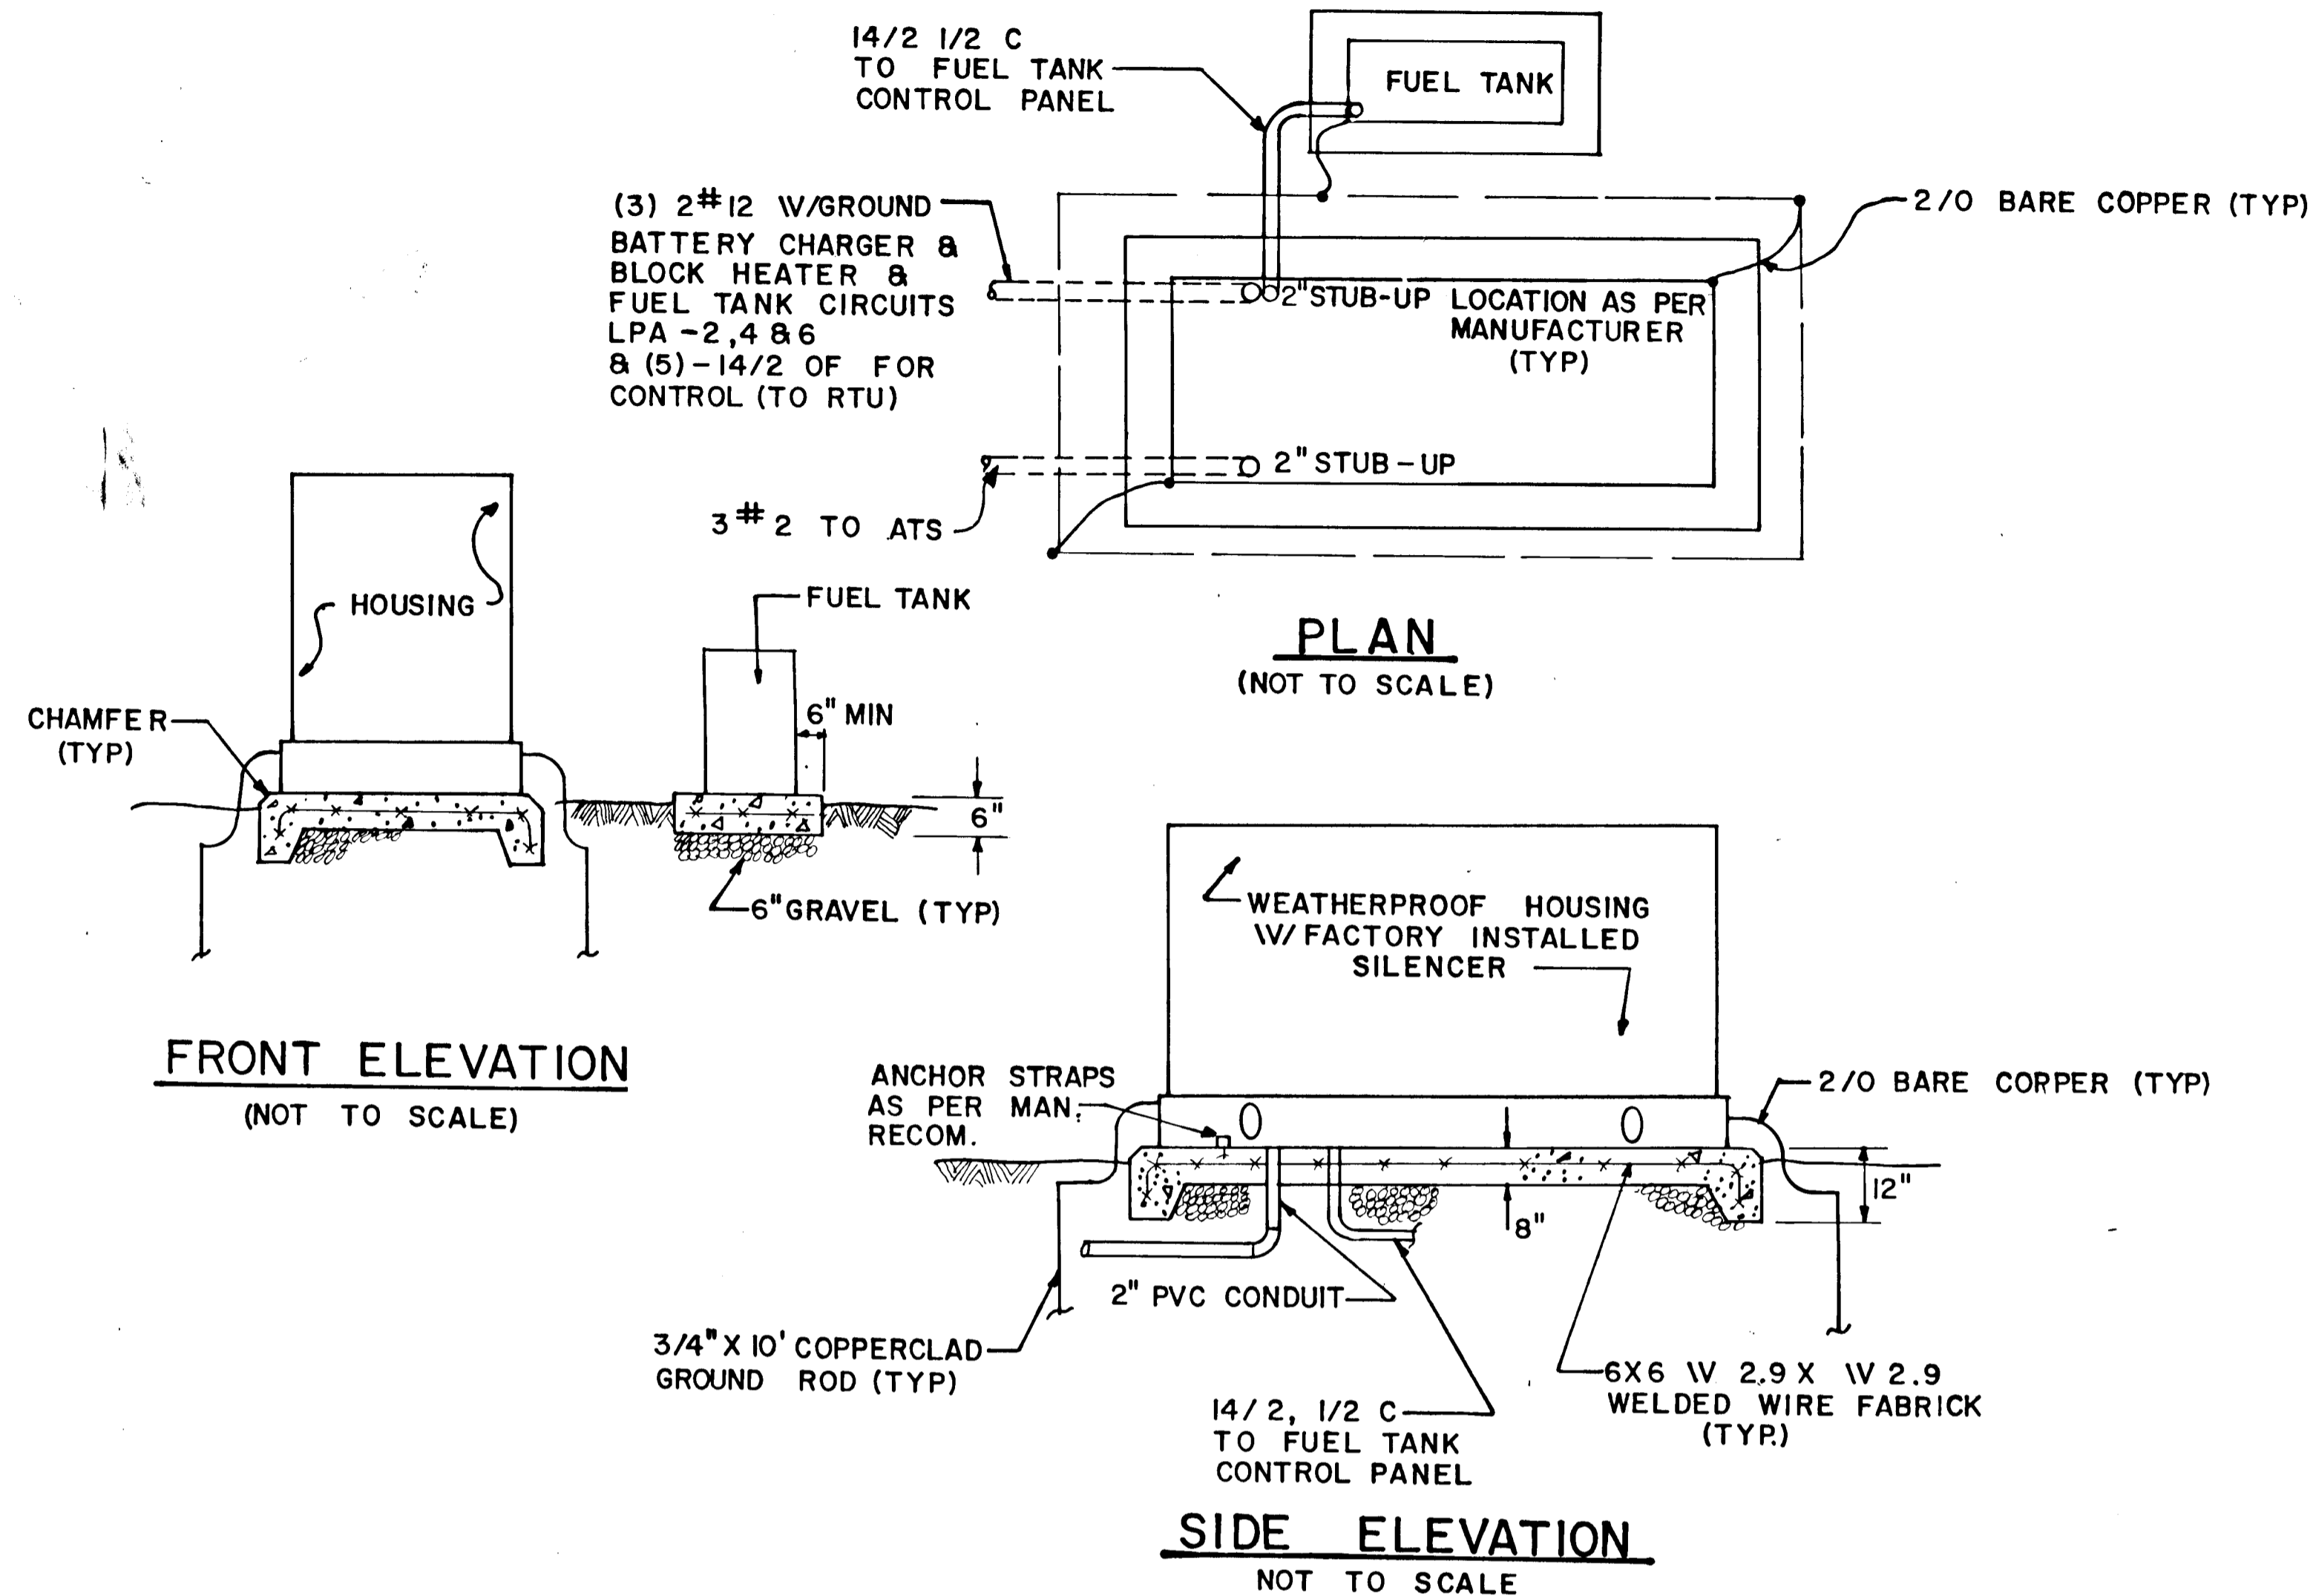 14/2 1/2 C
TO FUEL TANK
CONTROL PANEL
FUEL TANK
(3) 2#12 W/GROUND
BATTERY CHARGER &
BLOCK HEATER &
FUEL TANK CIRCUITS
LPA -2,4 & 6
& (5)-14/2 OF FOR
CONTROL (TO RTU)
2/0 BARE COPPER (TYP)
2" STUB-UP LOCATION AS PER
MANUFACTURER
(TYP)
2" STUB-UP
3 #2 TO ATS
PLAN
(NOT TO SCALE)
HOUSING
FUEL TANK
CHAMFER
(TYP)
6" MIN
6"
6" GRAVEL (TYP)
FRONT ELEVATION
(NOT TO SCALE)
WEATHERPROOF HOUSING
W/FACTORY INSTALLED
SILENCER
ANCHOR STRAPS
AS PER MAN.
RECOM.
2/0 BARE CORPER (TYP)
12"
8"
2" PVC CONDUIT
3/4" X 10' COPPERCLAD
GROUND ROD (TYP)
6X6 W 2.9 X W 2.9
WELDED WIRE FABRICK
(TYP.)
14/2, 1/2 C
TO FUEL TANK
CONTROL PANEL
SIDE ELEVATION
NOT TO SCALE